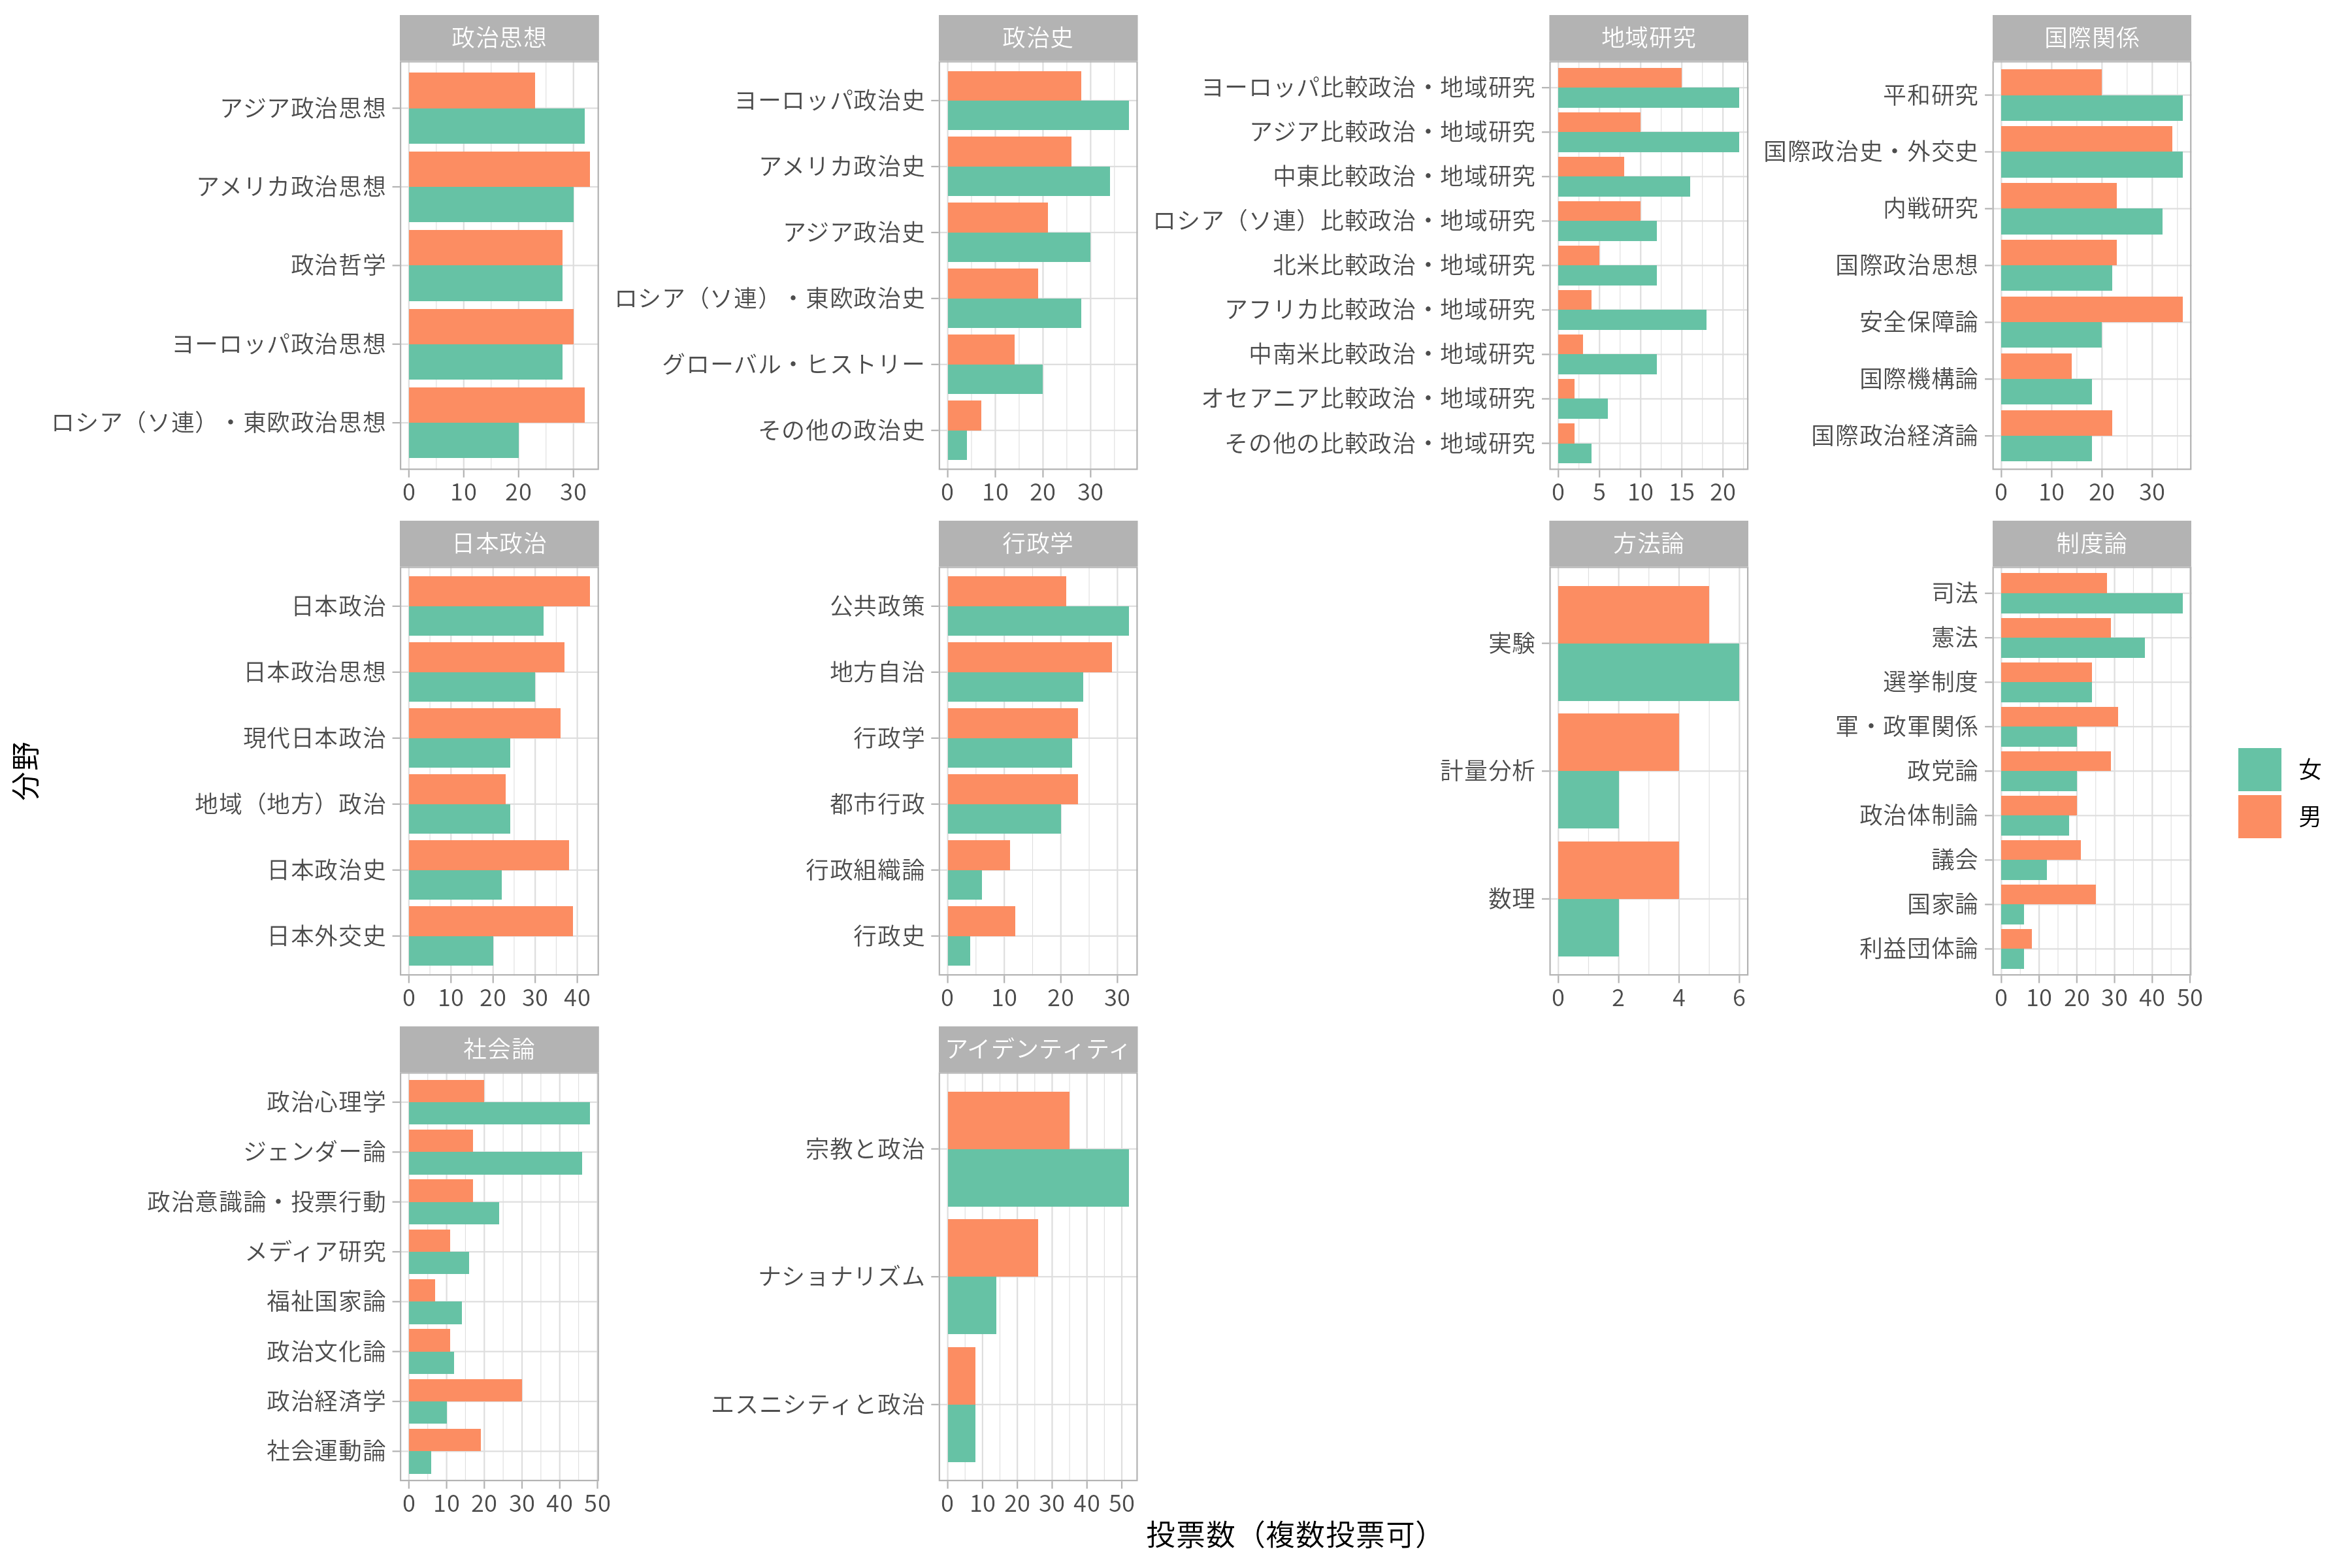 政治思想
アジア政治思想
アメリカ政治思想
政治哲学
ヨーロッパ政治思想
ロシア（ソ連）・東欧政治思想
0 10 20 30
政治史
ヨーロッパ政治史
アメリカ政治史
アジア政治史
ロシア（ソ連）・東欧政治史
グローバル・ヒストリー
その他の政治史
0 10 20 30
地域研究
ヨーロッパ比較政治・地域研究
アジア比較政治・地域研究
中東比較政治・地域研究
ロシア（ソ連）比較政治・地域研究
北米比較政治・地域研究
アフリカ比較政治・地域研究
中南米比較政治・地域研究
オセアニア比較政治・地域研究
その他の比較政治・地域研究
0 5 10 15 20
国際関係
平和研究
国際政治史・外交史
内戦研究
国際政治思想
安全保障論
国際機構論
国際政治経済論
0 10 20 30
日本政治
日本政治
日本政治思想
現代日本政治
地域（地方）政治
日本政治史
日本外交史
0 10 20 30 40
行政学
公共政策
地方自治
行政学
都市行政
行政組織論
行政史
0 10 20 30
方法論
実験
計量分析
数理
0 2 4 6
制度論
司法
憲法
選挙制度
軍・政軍関係
政党論
政治体制論
議会
国家論
利益団体論
0 10 20 30 40 50
社会論
政治心理学
ジェンダー論
政治意識論・投票行動
メディア研究
福祉国家論
政治文化論
政治経済学
社会運動論
0 10 20 30 40 50
アイデンティティ
宗教と政治
ナショナリズム
エスニシティと政治
0 10 20 30 40 50
分野
投票数（複数投票可）
女
男